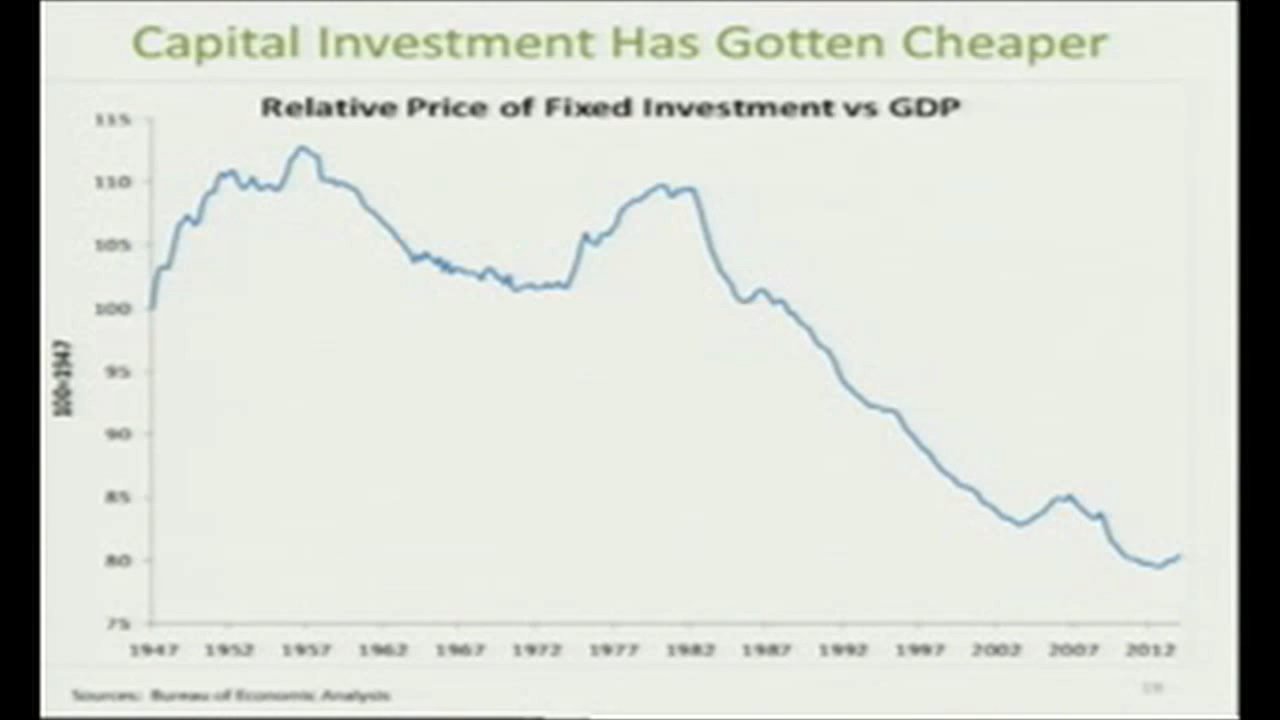 Capital Investment Has Gotten Cheaper
Relative Price of Fixed Investment vs GDP
115
110
105
100
95
90
85
80
75
100=1947
1947 1952 1957 1962 1967 1972 1977 1982 1987 1992 1997 2002 2007 2012
Sources: Bureau of Economic Analysis